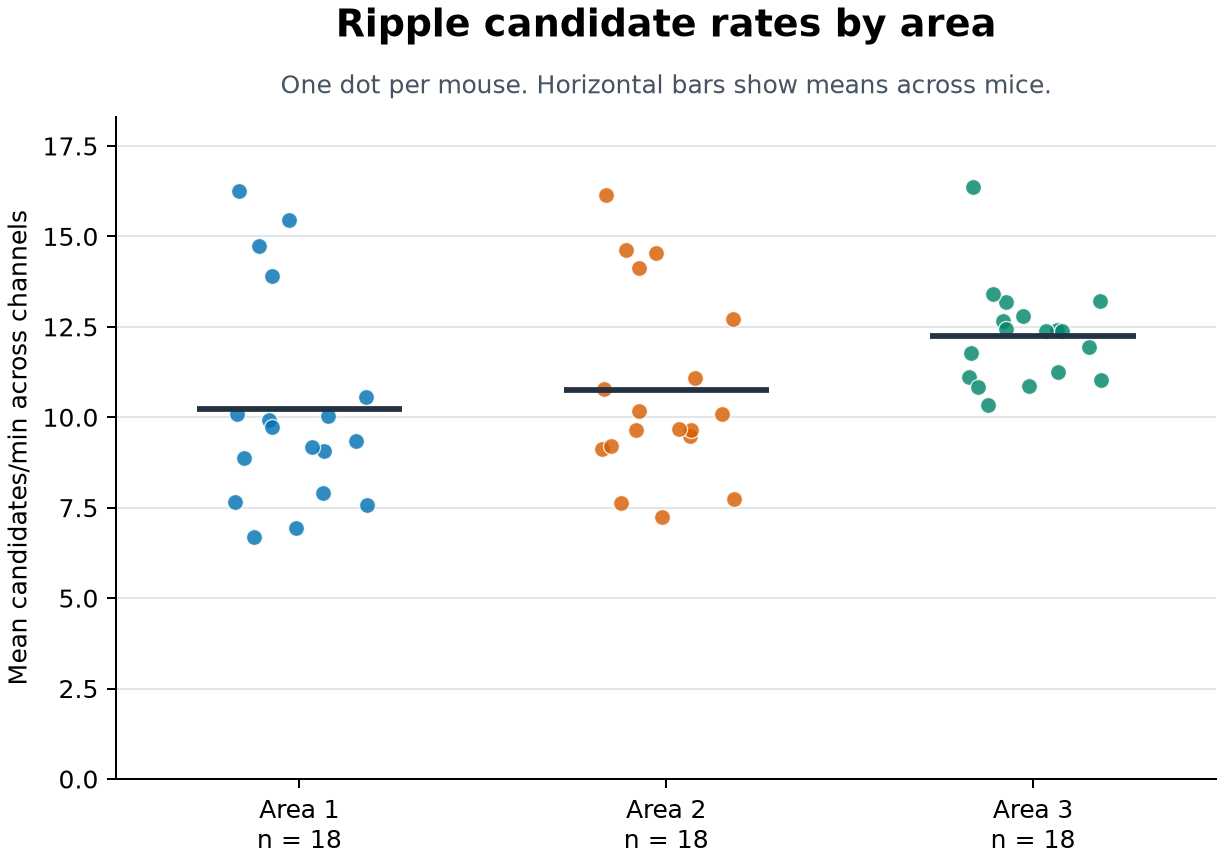 Ripple candidate rates by area
One dot per mouse. Horizontal bars show means across mice.
Mean candidates/min across channels
17.5
15.0
12.5
10.0
7.5
5.0
2.5
0.0
Area 1
n = 18
Area 2
n = 18
Area 3
n = 18